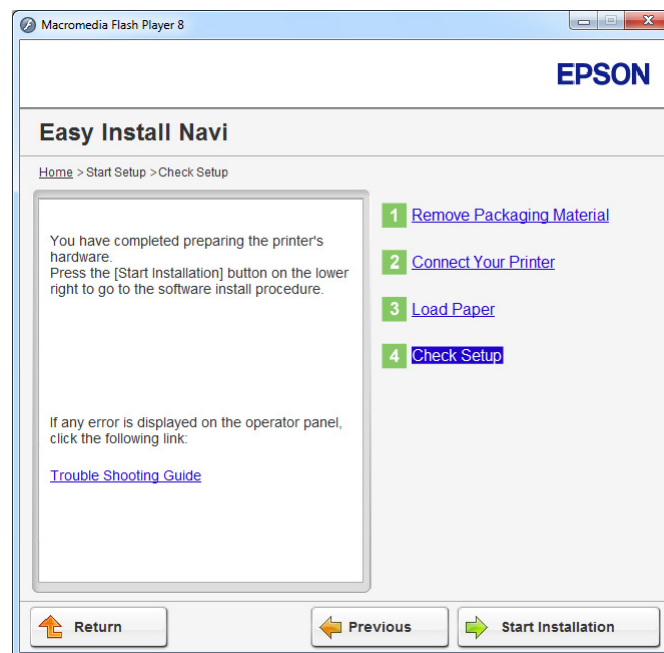 Macromedia Flash Player 8
EPSON
Easy Install Navi
Home > Start Setup >Check Setup
You have completed preparing the printer's
hardware.
Press the [Start Installation] button on the lower
right to go to the software install procedure.
If any error is displayed on the operator panel,
click the following link:
Trouble Shooting Guide
1 Remove Packaging Material
2 Connect Your Printer
3 Load Paper
4 Check Setup
Return
Previous
Start Installation